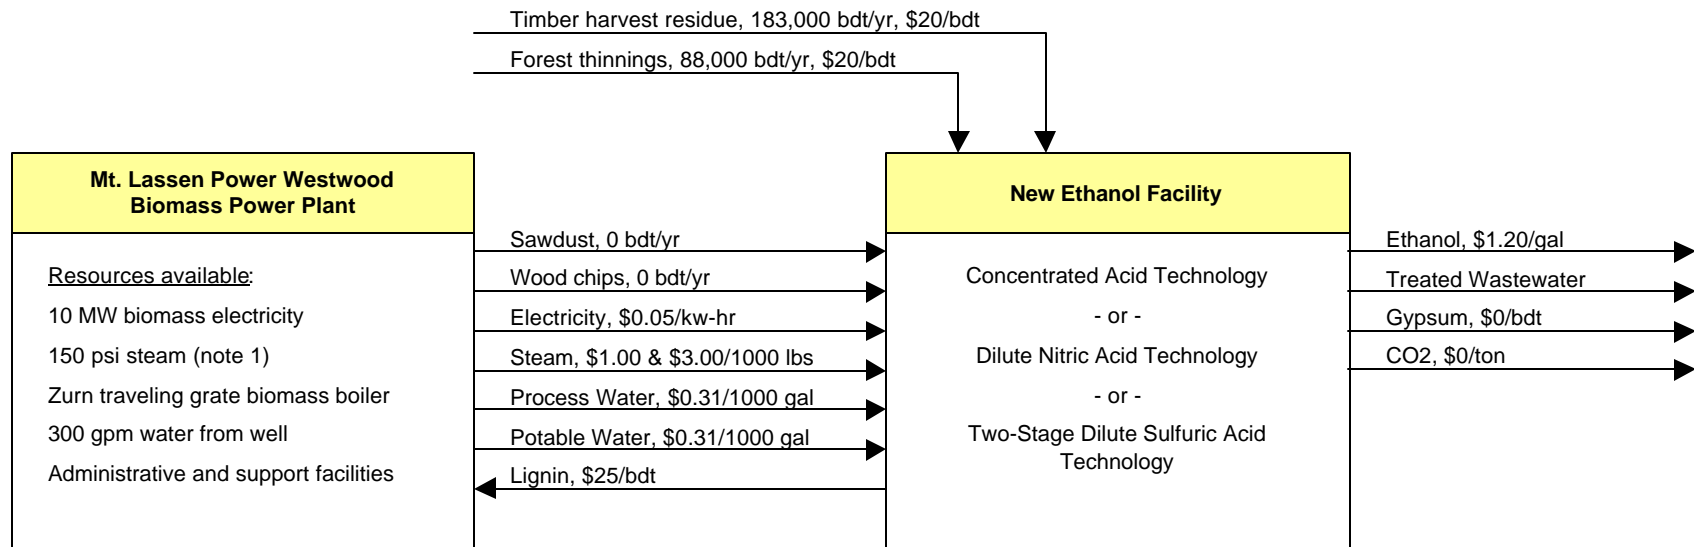 Timber harvest residue, 183,000 bdt/yr, $20/bdt
Forest thinnings, 88,000 bdt/yr, $20/bdt
Mt. Lassen Power Westwood
Biomass Power Plant
Resources available:
10 MW biomass electricity
150 psi steam (note 1)
Zurn traveling grate biomass boiler
300 gpm water from well
Administrative and support facilities
Sawdust, 0 bdt/yr
Wood chips, 0 bdt/yr
Electricity, $0.05/kw-hr
Steam, $1.00 & $3.00/1000 lbs
Process Water, $0.31/1000 gal
Potable Water, $0.31/1000 gal
Lignin, $25/bdt
New Ethanol Facility
Concentrated Acid Technology
- or -
Dilute Nitric Acid Technology
- or -
Two-Stage Dilute Sulfuric Acid
Technology
Ethanol, $1.20/gal
Treated Wastewater
Gypsum, $0/bdt
CO2, $0/ton